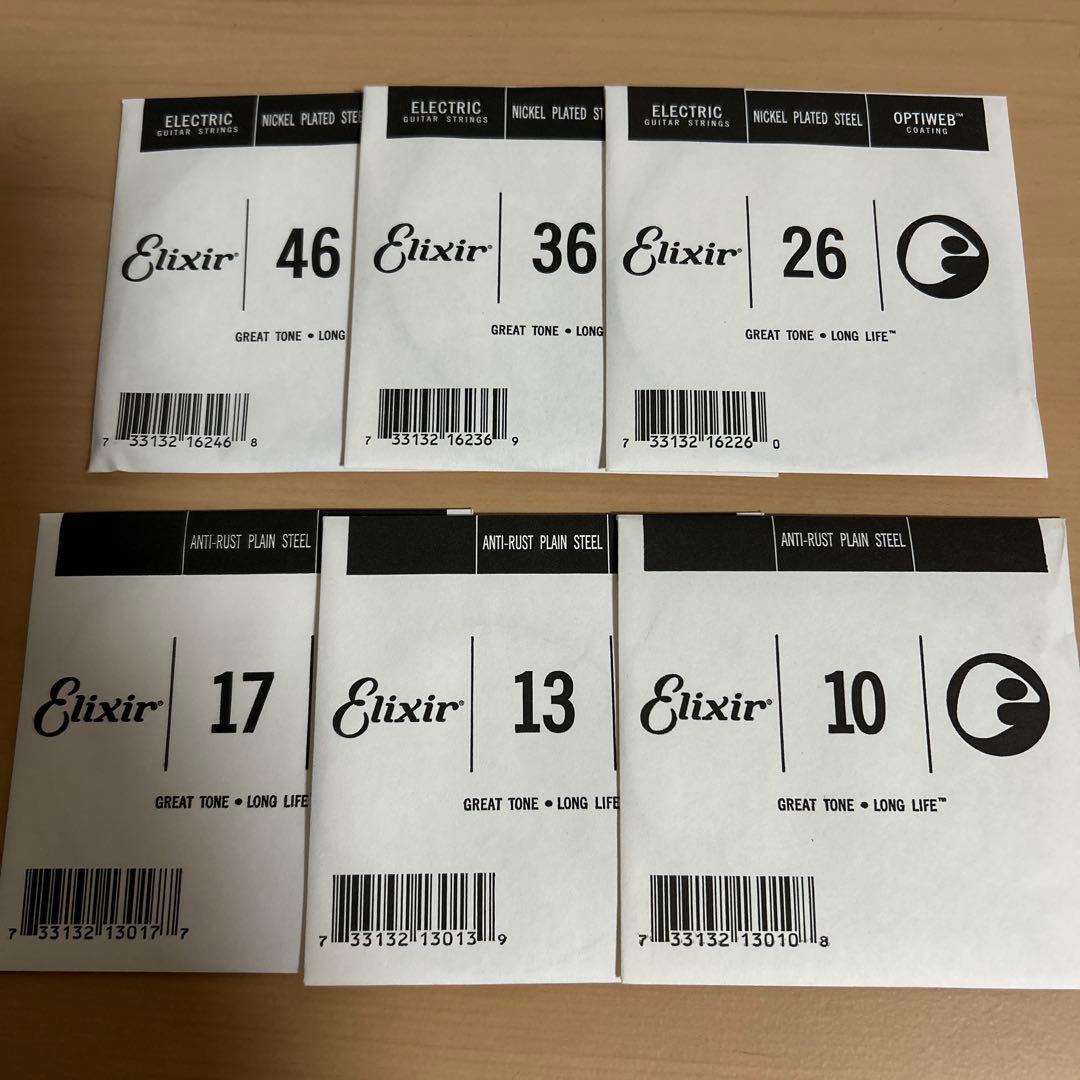 ELECTRIC
GUITAR STRINGS
NICKEL PLATED STEE
Elixir®
46
GREAT TONE • LONG
7 33132 16246 8
ELECTRIC
GUITAR STRINGS
NICKEL PLATED ST
Elixir®
36
GREAT TONE • LONG
7 33132 16236 9
ELECTRIC
GUITAR STRINGS
NICKEL PLATED STEEL
OPTIWEB™
COATING
Elixir®
26
GREAT TONE • LONG LIFE™
7 33132 16226 0
ANTI-RUST PLAIN STEEL
Elixir®
17
GREAT TONE • LONG LIFE
7 33132 13017 7
ANTI-RUST PLAIN STEEL
Elixir®
13
GREAT TONE • LONG LIFE
7 33132 13013 9
ANTI-RUST PLAIN STEEL
Elixir®
10
GREAT TONE • LONG LIFE™
7 33132 13010 8